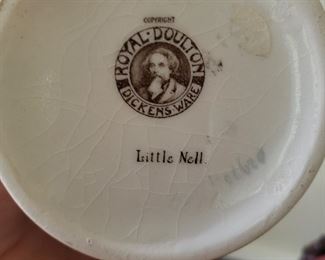 COPYRIGHT
ROYAL·DOULTON
DICKENS WARE
Little Nell.